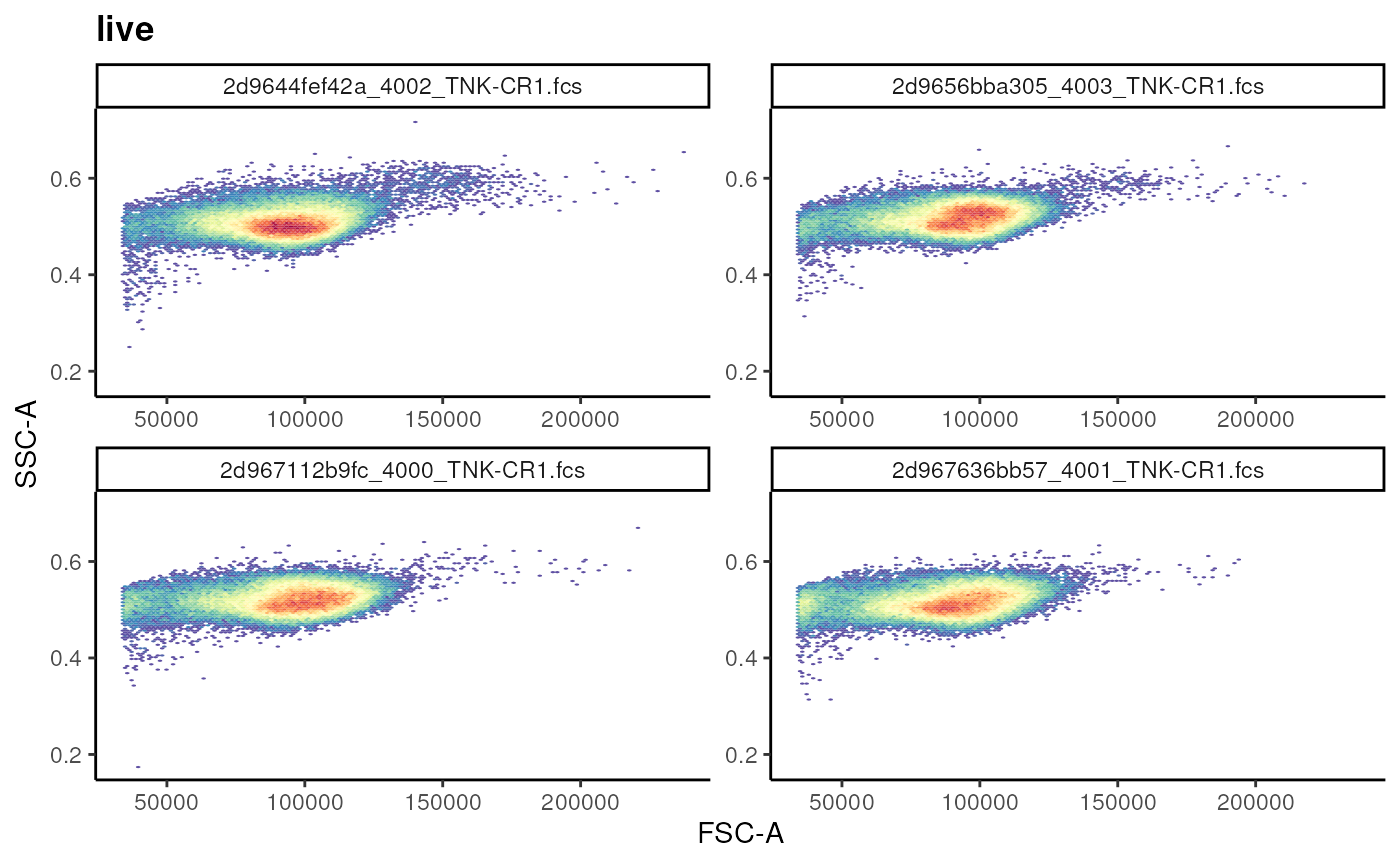 live
2d9644fef42a_4002_TNK-CR1.fcs
2d9656bba305_4003_TNK-CR1.fcs
0.6
0.4
0.2
0.6
0.4
0.2
50000 100000 150000 200000
50000 100000 150000 200000
SSC-A
2d967112b9fc_4000_TNK-CR1.fcs
2d967636bb57_4001_TNK-CR1.fcs
0.6
0.4
0.2
0.6
0.4
0.2
50000 100000 150000 200000
50000 100000 150000 200000
FSC-A